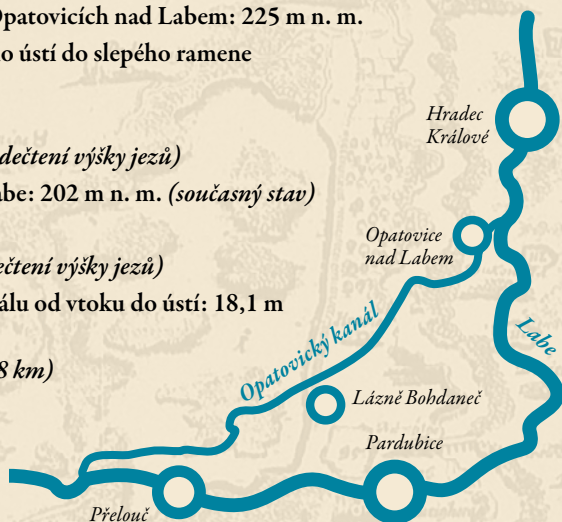 Opatovicích nad Labem: 225 m n. m.
o ústí do slepého ramene
dečtení výšky jezů)
abe: 202 m n. m. (současný stav)
ečtení výšky jezů)
álu od vtoku do ústí: 18,1 m
8 km)
Hradec
Králové
Opatovice
nad Labem
Opatovický kanál
Labe
Lázně Bohdaneč
Pardubice
Přelouč